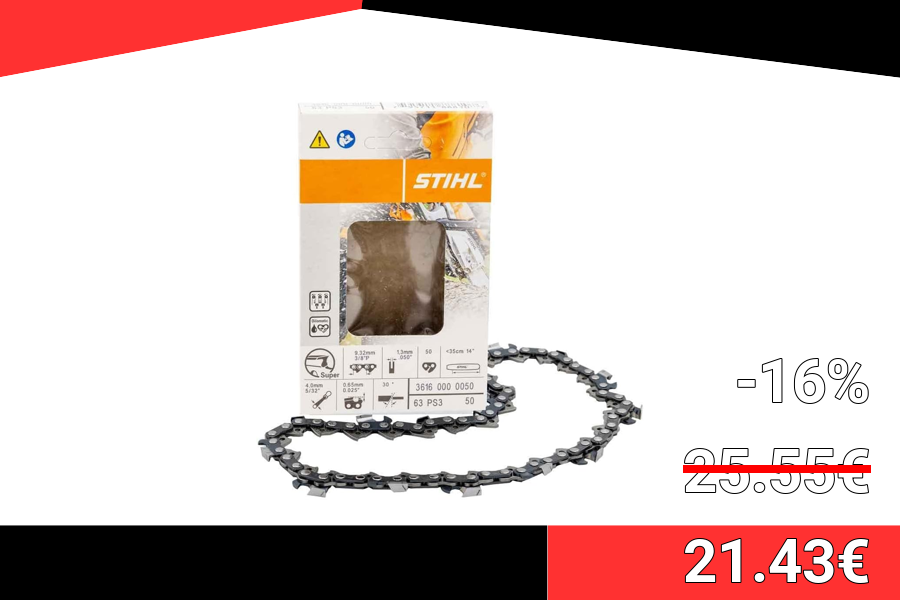 STIHL®
Super
9.32mm
3/8"P
1.3mm
.050"
50
<35cm 14"
4.0mm
5/32"
0.65mm
0.025"
30 °
3616 000 0050
63 PS3 50
-16%
25.55€
21.43€